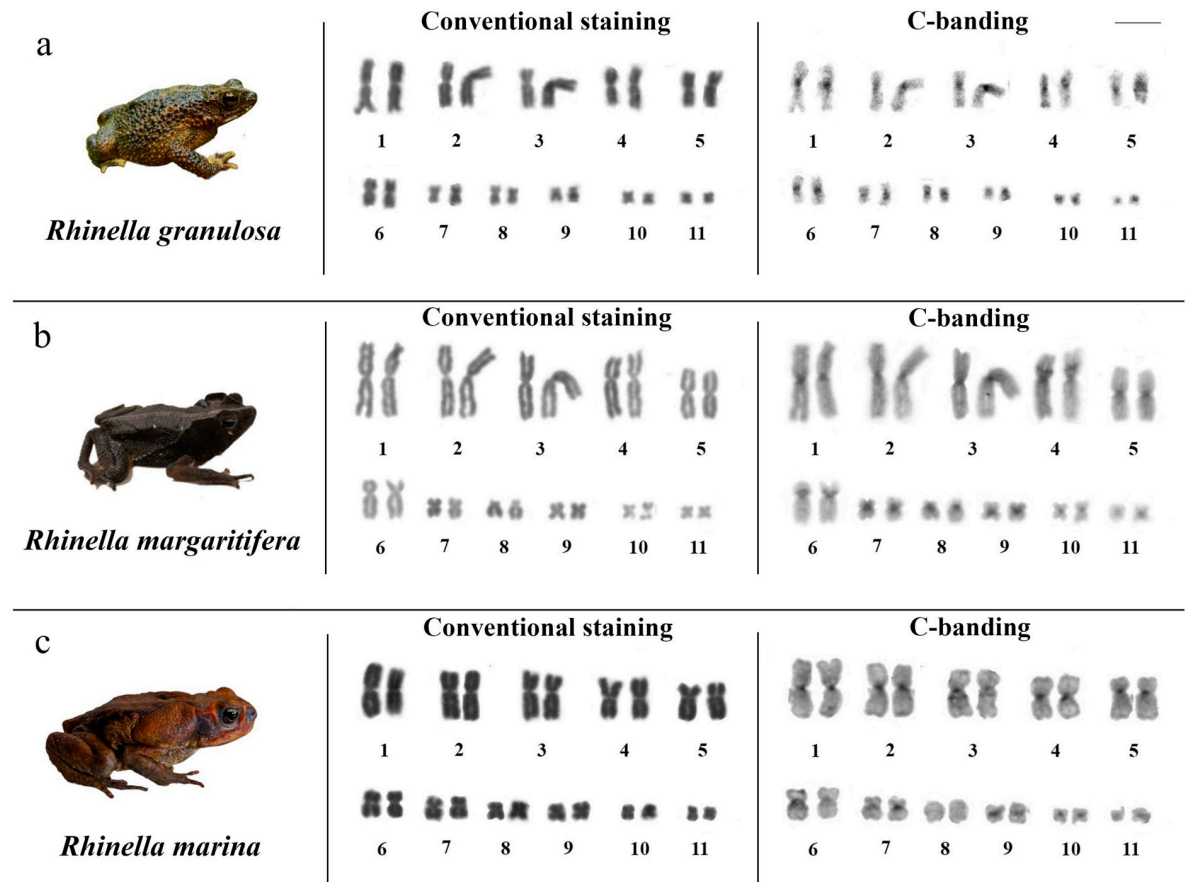 a
Conventional staining
C-banding
1 2 3 4 5
1 2 3 4 5
6 7 8 9 10 11
6 7 8 9 10 11
Rhinella granulosa
b
Conventional staining
C-banding
1 2 3 4 5
1 2 3 4 5
6 7 8 9 10 11
6 7 8 9 10 11
Rhinella margaritifera
c
Conventional staining
C-banding
1 2 3 4 5
1 2 3 4 5
6 7 8 9 10 11
6 7 8 9 10 11
Rhinella marina